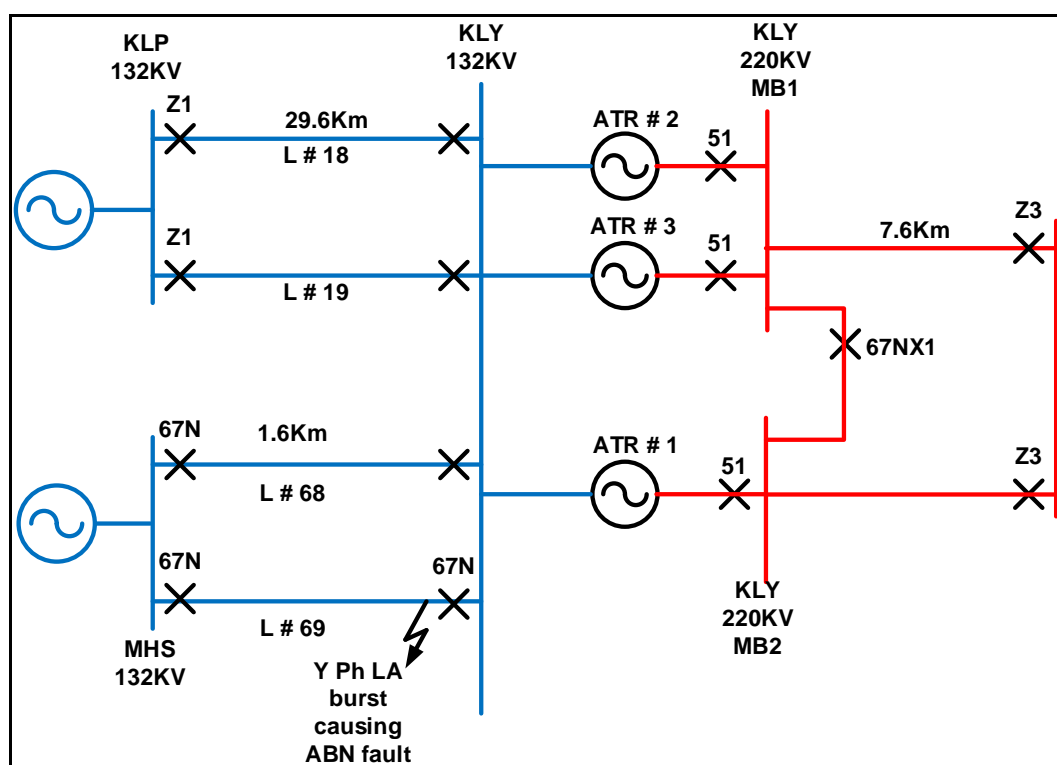 KLP
132KV
KLY
132KV
KLY
220KV
MB1
Z1
29.6Km
L # 18
ATR # 2
51
Z1
L # 19
ATR # 3
51
7.6Km
Z3
67NX1
67N
1.6Km
L # 68
ATR # 1
51
Z3
67N
L # 69
67N
MHS
132KV
Y Ph LA
burst
causing
ABN fault
KLY
220KV
MB2